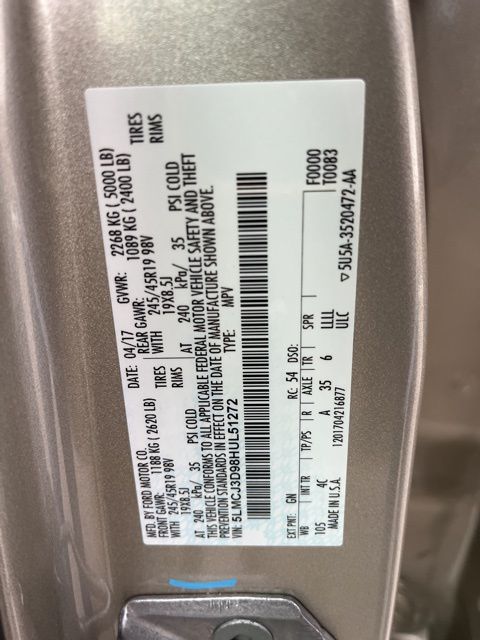 MFD. BY FORD MOTOR CO.
DATE: 04/17 GVWR: 2268 KG ( 5000 LB)
FRONT GAWR: 1188 KG (2620 LB) REAR GAWR: 1089 KG ( 2400 LB)
WITH 245/45R19 98V TIRES WITH 245/45R19 98V TIRES
19X8.5J RIMS 19X8.5J RIMS
AT 240 kPa/ 35 PSI COLD AT 240 kPa/ 35 PSI COLD
THIS VEHICLE CONFORMS TO ALL APPLICABLE FEDERAL MOTOR VEHICLE SAFETY AND THEFT
PREVENTION STANDARDS IN EFFECT ON THE DATE OF MANUFACTURE SHOWN ABOVE.
VIN: 5LMCJ3D98HUL51272 TYPE: MPV
F0000
T0083
EXT PNT: GN RC: 54 DSO:
WB INT TR TP/PS R AXLE TR SPR
105 4C A 35 6 LLLL
MADE IN U.S.A. 1201704216877 ULC
▽5U5A-3520472-AA